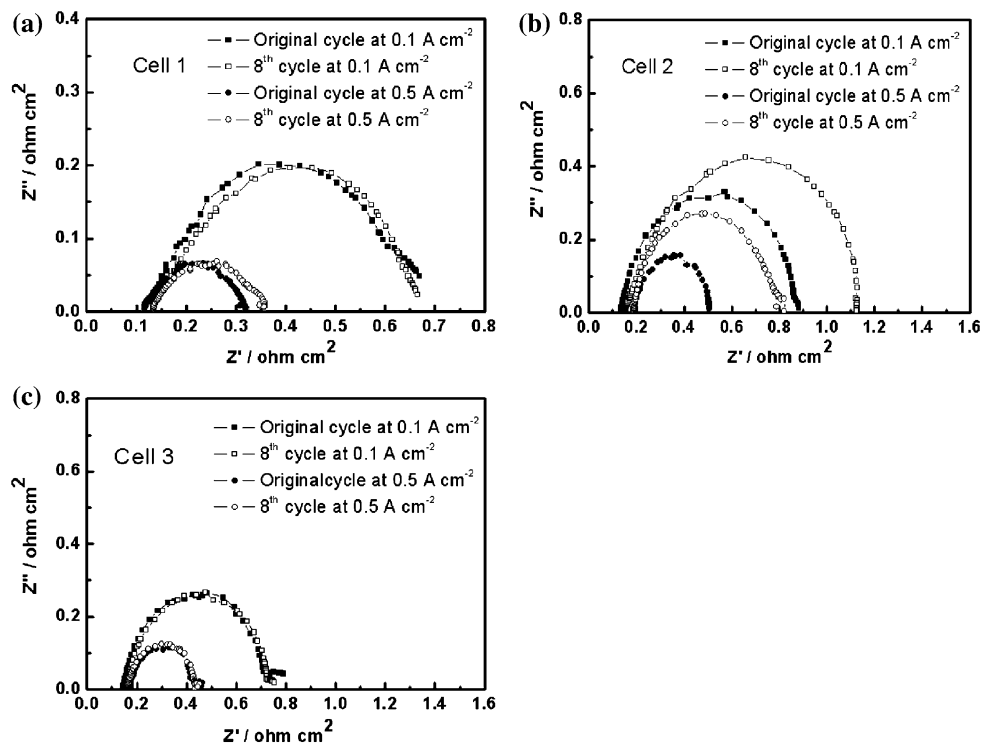 (a)
Original cycle at 0.1 A cm-2
8th cycle at 0.1 A cm-2
Original cycle at 0.5 A cm-2
8th cycle at 0.5 A cm-2
Cell 1
Z'' / ohm cm2
0.4
0.3
0.2
0.1
0.0
0.0 0.1 0.2 0.3 0.4 0.5 0.6 0.7 0.8
Z' / ohm cm2
(b)
Original cycle at 0.1 A cm-2
8th cycle at 0.1 A cm-2
Original cycle at 0.5 A cm-2
8th cycle at 0.5 A cm-2
Cell 2
Z'' / ohm cm2
0.8
0.6
0.4
0.2
0.0
0.0 0.2 0.4 0.6 0.8 1.0 1.2 1.4 1.6
Z' / ohm cm2
(c)
Original cycle at 0.1 A cm-2
8th cycle at 0.1 A cm-2
Originalcycle at 0.5 A cm-2
8th cycle at 0.5 A cm-2
Cell 3
Z'' / ohm cm2
0.8
0.6
0.4
0.2
0.0
0.0 0.2 0.4 0.6 0.8 1.0 1.2 1.4 1.6
Z' / ohm cm2